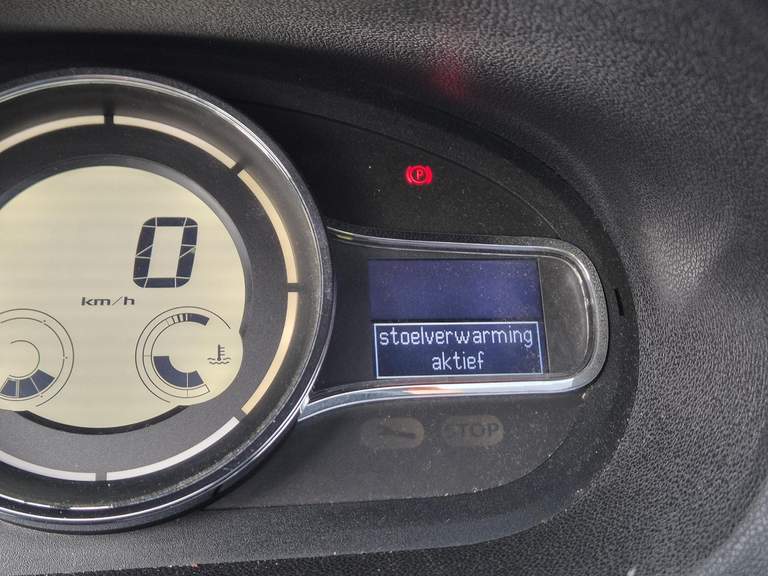 P
0
km/h
stoelverwarming
aktief
STOP